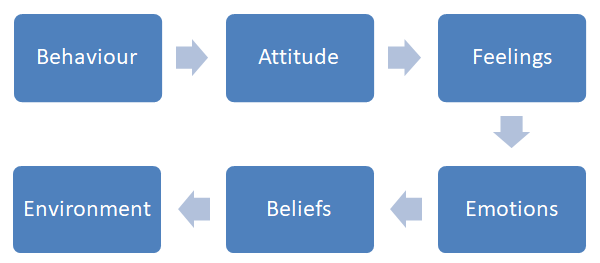 Behaviour
Attitude
Feelings
Emotions
Beliefs
Environment